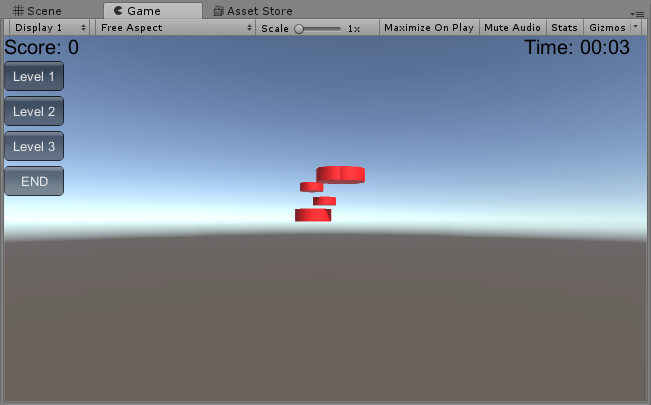 Scene Game Asset Store
Display 1 Free Aspect Scale 1x Maximize On Play Mute Audio Stats Gizmos
Score: 0 Time: 00:03
Level 1
Level 2
Level 3
END